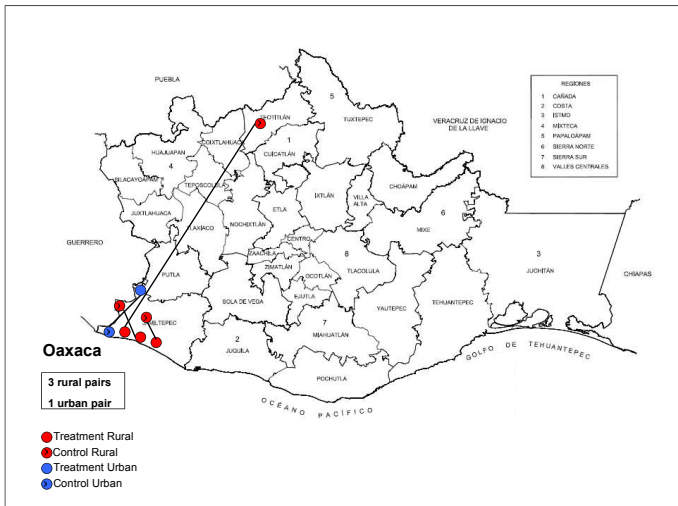 PUEBLA
5
TEOTITLÁN
TUXTEPEC
VERACRUZ DE IGNACIO
DE LA LLAVE
REGIONES
1 CAÑADA
2 COSTA
3 ISTMO
4 MIXTECA
5 PAPALOÁPAM
6 SIERRA NORTE
7 SIERRA SUR
8 VALLES CENTRALES
COIXTLAHUACA
1
CUICATLÁN
HUAJUAPAN
4
SILACAYOÁPAM
TEPOSCOLULA
CHOÁPAM
IXTLÁN
VILLA
ALTA
6
MIXE
ETLA
JUXTLAHUACA
NOCHIXTLÁN
TLAXIACO
GUERRERO
CENTRO
ZAACHILA
8
3
ZIMATLÁN
TLACOLULA
JUCHITÁN
CHIAPAS
PUTLA
OCOTLÁN
SOLA DE VEGA
EJUTLA
YAUTEPEC
TEHUANTEPEC
JAMILTEPEC
7
MIAHUATLÁN
2
JUQUILA
POCHUTLA
GOLFO DE TEHUANTEPEC
OCÉANO PACÍFICO
Oaxaca
3 rural pairs
1 urban pair
Treatment Rural
Control Rural
Treatment Urban
Control Urban